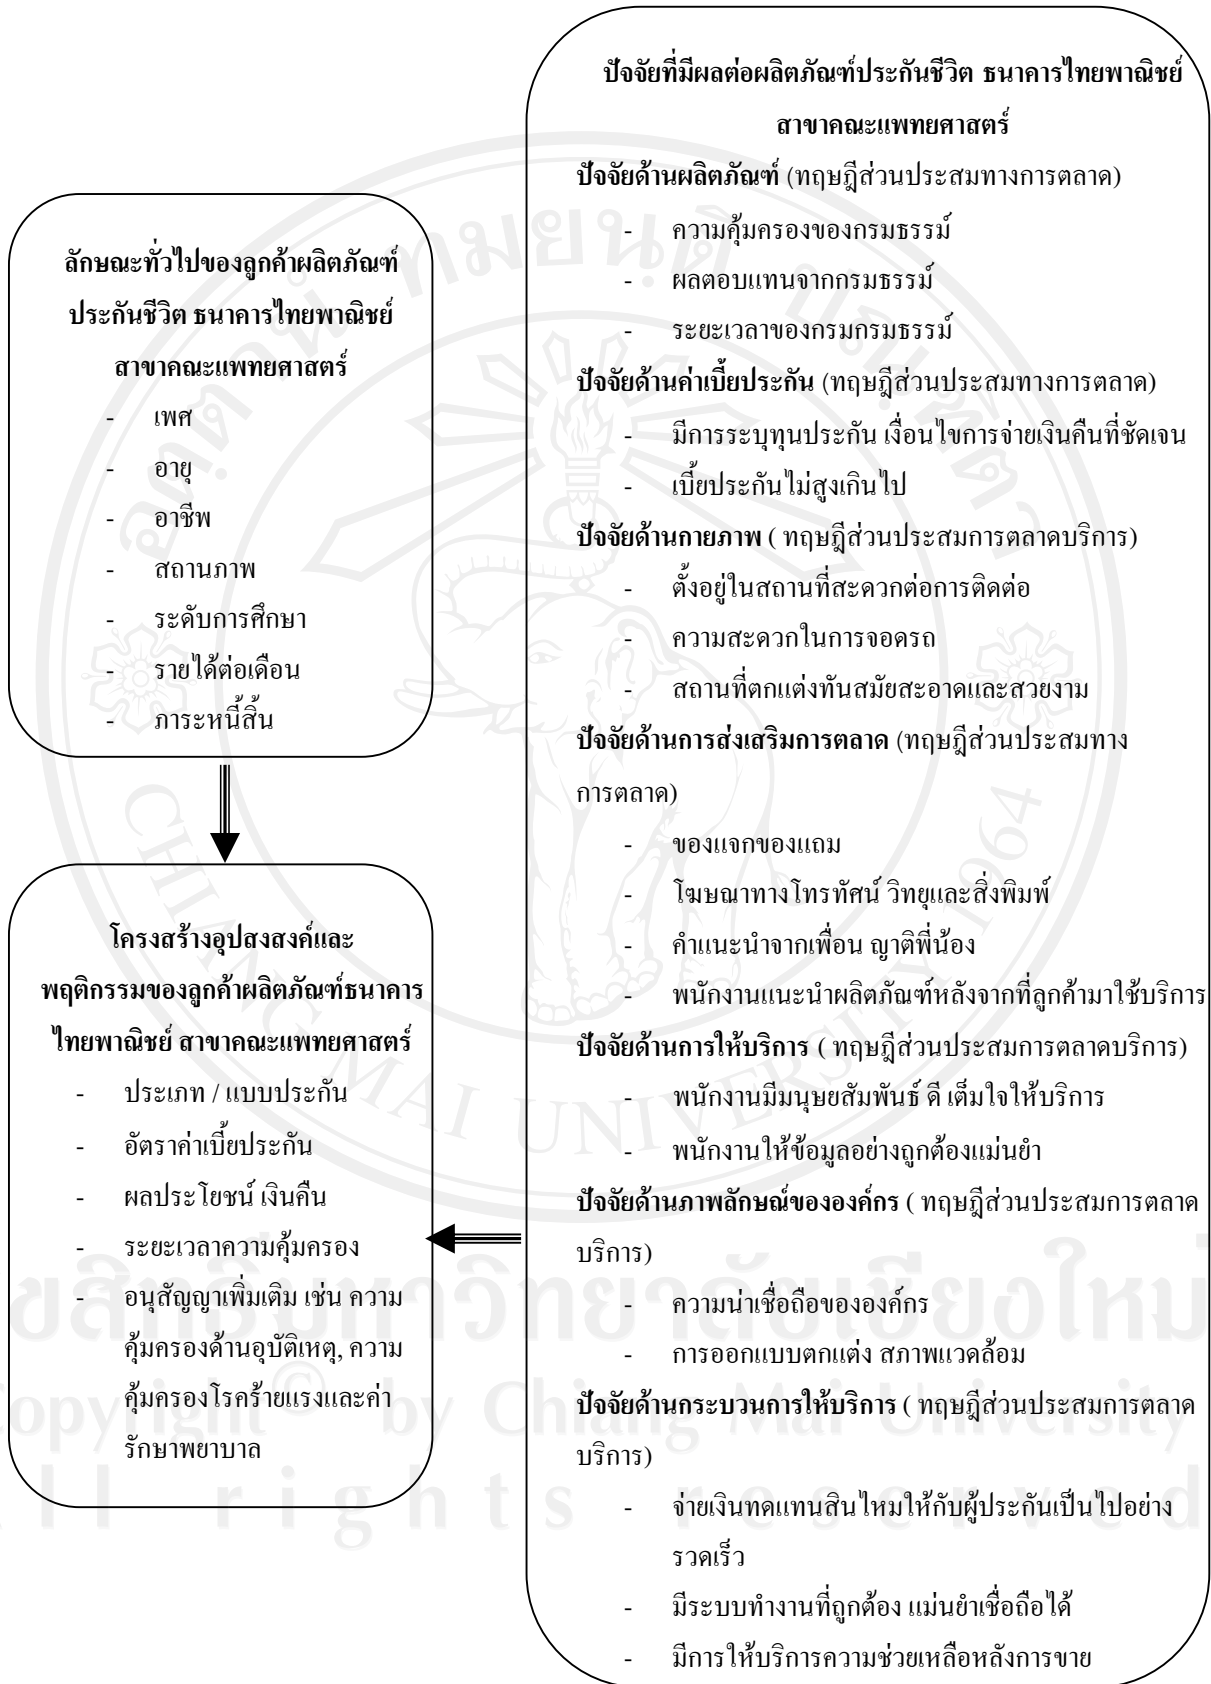 ลักษณะทั่วไปของลูกค้าผลิตภัณฑ์
ประกันชีวิต ธนาคารไทยพาณิชย์
สาขาคณะแพทยศาสตร์
- เพศ
- อายุ
- อาชีพ
- สถานภาพ
- ระดับการศึกษา
- รายได้ต่อเดือน
- ภาระหนี้สิ้น
โครงสร้างอุปสงสงค์และ
พฤติกรรมของลูกค้าผลิตภัณฑ์ธนาคาร
ไทยพาณิชย์ สาขาคณะแพทยศาสตร์
- ประเภท / แบบประกัน
- อัตราค่าเบี้ยประกัน
- ผลประโยชน์ เงินคืน
- ระยะเวลาความคุ้มครอง
- อนุสัญญาเพิ่มเติม เช่น ความ
คุ้มครองด้านอุบัติเหตุ, ความ
คุ้มครองโรคร้ายแรงและค่า
รักษาพยาบาล
ปัจจัยที่มีผลต่อผลิตภัณฑ์ประกันชีวิต ธนาคารไทยพาณิชย์
สาขาคณะแพทยศาสตร์
ปัจจัยด้านผลิตภัณฑ์ (ทฤษฎีส่วนประสมทางการตลาด)
- ความคุ้มครองของกรมธรรม์
- ผลตอบแทนจากกรมธรรม์
- ระยะเวลาของกรมกรมธรรม์
ปัจจัยด้านค่าเบี้ยประกัน (ทฤษฎีส่วนประสมทางการตลาด)
- มีการระบุทุนประกัน เงื่อนไขการจ่ายเงินคืนที่ชัดเจน
- เบี้ยประกันไม่สูงเกินไป
ปัจจัยด้านกายภาพ ( ทฤษฎีส่วนประสมการตลาดบริการ)
- ตั้งอยู่ในสถานที่สะดวกต่อการติดต่อ
- ความสะดวกในการจอดรถ
- สถานที่ตกแต่งทันสมัยสะอาดและสวยงาม
ปัจจัยด้านการส่งเสริมการตลาด (ทฤษฎีส่วนประสมทาง
การตลาด)
- ของแจกของแถม
- โฆษณาทางโทรทัศน์ วิทยุและสิ่งพิมพ์
- คำแนะนำจากเพื่อน ญาติพี่น้อง
- พนักงานแนะนำผลิตภัณฑ์หลังจากที่ลูกค้ามาใช้บริการ
ปัจจัยด้านการให้บริการ ( ทฤษฎีส่วนประสมการตลาดบริการ)
- พนักงานมีมนุษยสัมพันธ์ ดี เต็มใจให้บริการ
- พนักงานให้ข้อมูลอย่างถูกต้องแม่นยำ
ปัจจัยด้านภาพลักษณ์ขององค์กร ( ทฤษฎีส่วนประสมการตลาด
บริการ)
- ความน่าเชื่อถือขององค์กร
- การออกแบบตกแต่ง สภาพแวดล้อม
ปัจจัยด้านกระบวนการให้บริการ ( ทฤษฎีส่วนประสมการตลาด
บริการ)
- จ่ายเงินทดแทนสินไหมให้กับผู้ประกันเป็นไปอย่าง
รวดเร็ว
- มีระบบทำงานที่ถูกต้อง แม่นยำเชื่อถือได้
- มีการให้บริการความช่วยเหลือหลังการขาย
CHIANG MAI UNIVERSITY 1964
by Chiang Mai University
rights reserved